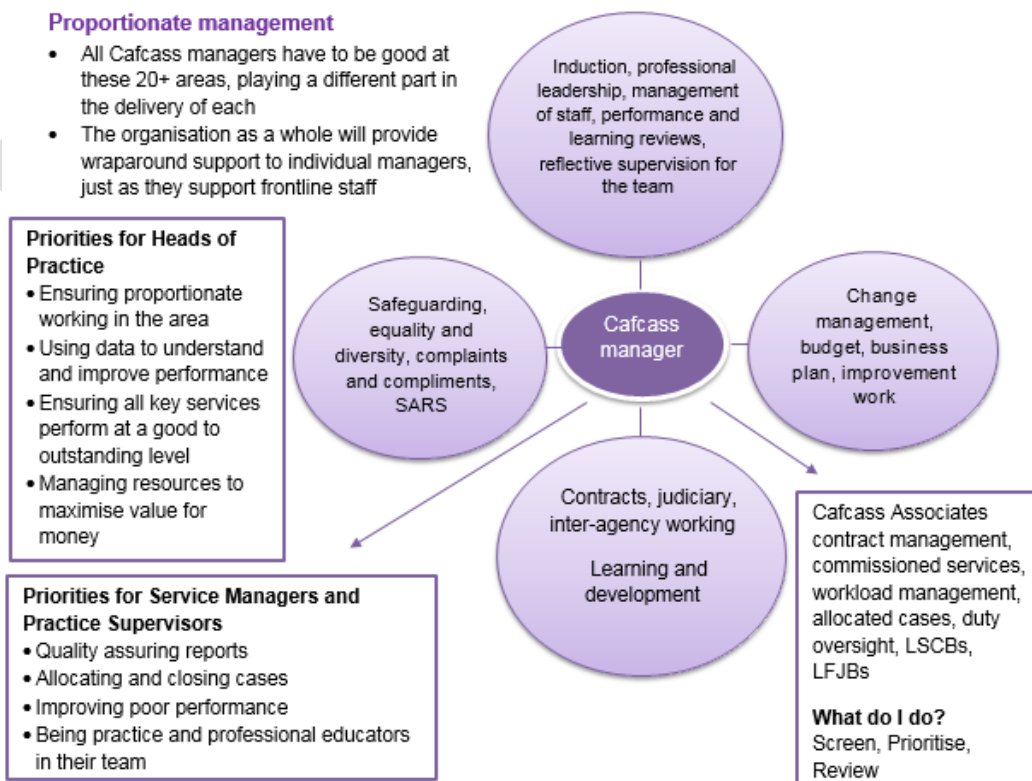 Proportionate management
• All Cafcass managers have to be good at
these 20+ areas, playing a different part in
the delivery of each
• The organisation as a whole will provide
wraparound support to individual managers,
just as they support frontline staff
Induction, professional
leadership, management
of staff, performance and
learning reviews,
reflective supervision for
the team
Priorities for Heads of
Practice
• Ensuring proportionate
working in the area
• Using data to understand
and improve performance
• Ensuring all key services
perform at a good to
outstanding level
• Managing resources to
maximise value for
money
Safeguarding,
equality and
diversity, complaints
and compliments,
SARS
Cafcass
manager
Change
management,
budget, business
plan, improvement
work
Contracts, judiciary,
inter-agency working
Learning and
development
Priorities for Service Managers and
Practice Supervisors
• Quality assuring reports
• Allocating and closing cases
• Improving poor performance
• Being practice and professional educators
in their team
Cafcass Associates
contract management,
commissioned services,
workload management,
allocated cases, duty
oversight, LSCBs,
LFJBs
What do I do?
Screen, Prioritise,
Review